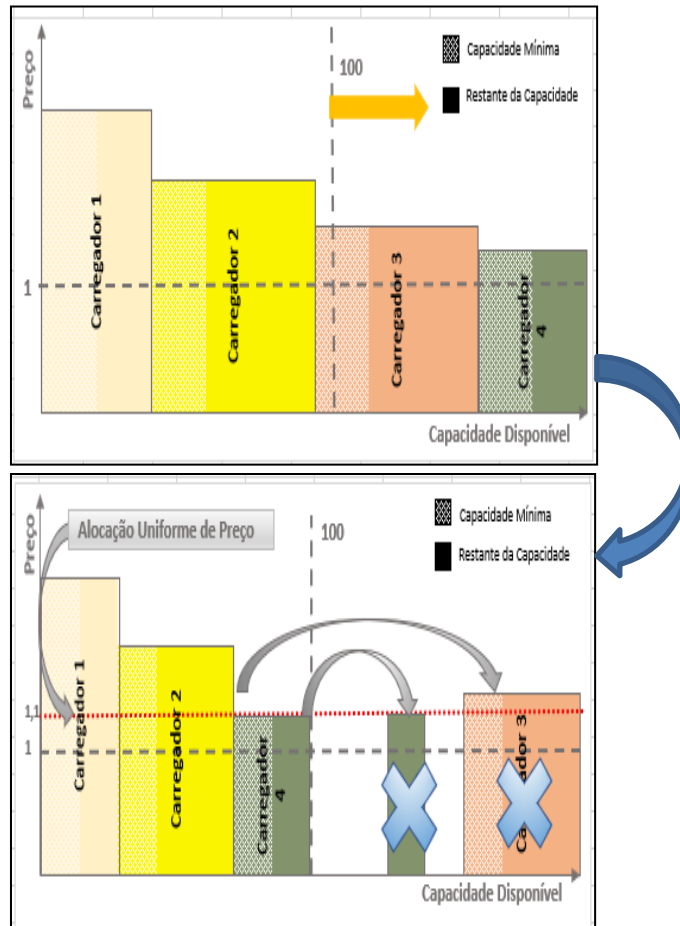 Preço
Capacidade Mínima
100
Restante da Capacidade
1
Carregador 1
Carregador 2
Carregador 3
Carregador
4
Capacidade Disponível
Preço
Alocação Uniforme de Preço
100
Capacidade Mínima
Restante da Capacidade
1,1
1
Carregador 1
Carregador 2
Carregador
4
Carregador 3
Capacidade Disponível